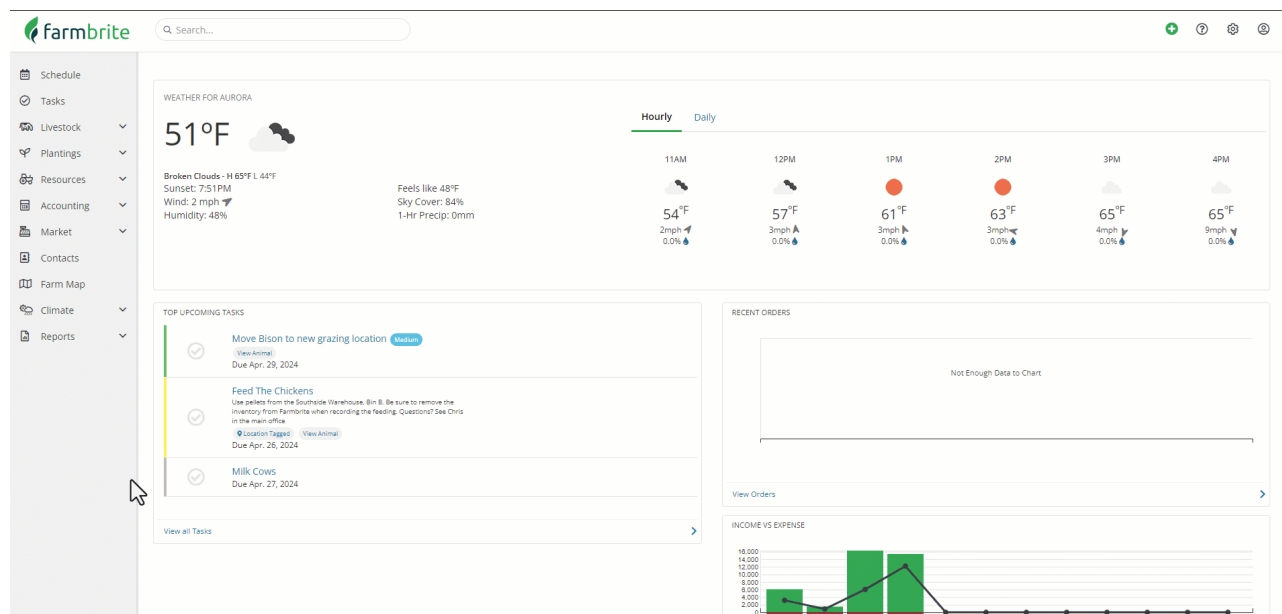 farmbrite
Search...
Schedule
Tasks
Livestock
Plantings
Resources
Accounting
Market
Contacts
Farm Map
Climate
Reports
WEATHER FOR AURORA
51°F
Broken Clouds - H 65°F L 44°F
Sunset: 7:51PM
Wind: 2 mph
Humidity: 48%
Feels like 48°F
Sky Cover: 84%
1-Hr Precip: 0mm
Hourly Daily
11AM 12PM 1PM 2PM 3PM 4PM
54°F 57°F 61°F 63°F 65°F 65°F
2mph 3mph 3mph 3mph 4mph 9mph
0.0% 0.0% 0.0% 0.0% 0.0% 0.0%
TOP UPCOMING TASKS
Move Bison to new grazing location Medium
View Animal
Due Apr. 29, 2024
Feed The Chickens
Use pellets from the Southside Warehouse, Bin B. Be sure to remove the
inventory from Farmbrite when recording the feeding. Questions? See Chris
in the main office
Location Tagged View Animal
Due Apr. 26, 2024
Milk Cows
Due Apr. 27, 2024
View all Tasks
RECENT ORDERS
Not Enough Data to Chart
View Orders
INCOME VS EXPENSE
16,000
14,000
12,000
10,000
8,000
6,000
4,000
2,000
0